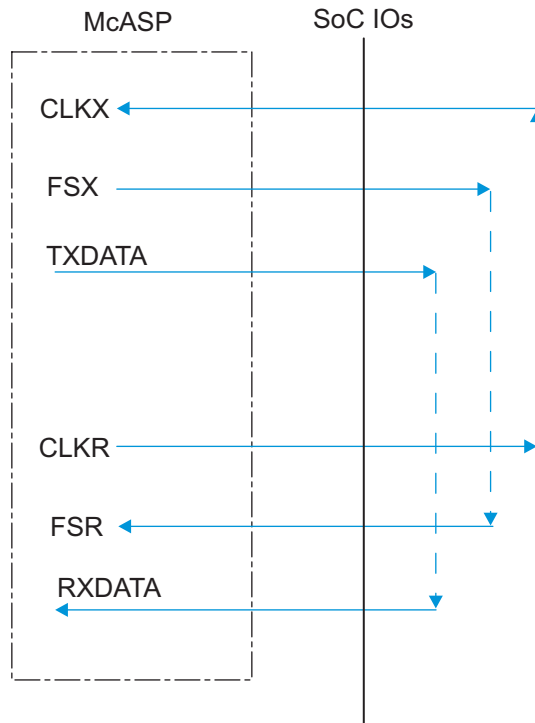 McASP
SoC IOs
CLKX
FSX
TXDATA
CLKR
FSR
RXDATA